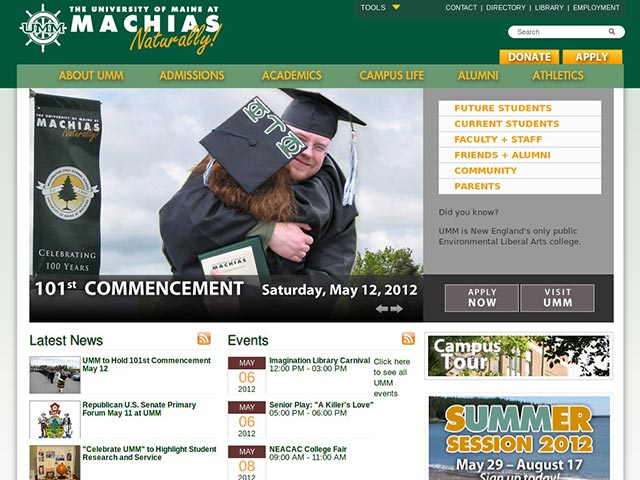 THE UNIVERSITY OF MAINE AT
MACHIAS
Naturally!
UMM
TOOLS
CONTACT | DIRECTORY | LIBRARY | EMPLOYMENT
Search
DONATE
APPLY
ABOUT UMM
ADMISSIONS
ACADEMICS
CAMPUS LIFE
ALUMNI
ATHLETICS
THE UNIVERSITY OF MAINE AT
MACHIAS
Naturally!
CELEBRATING
100 YEARS
ΦΙΘ
MACHIAS
101st COMMENCEMENT
Saturday, May 12, 2012
FUTURE STUDENTS
CURRENT STUDENTS
FACULTY + STAFF
FRIENDS + ALUMNI
COMMUNITY
PARENTS
Did you know?
UMM is New England's only public
Environmental Liberal Arts college.
APPLY
NOW
VISIT
UMM
Latest News
UMM to Hold 101st Commencement
May 12
Republican U.S. Senate Primary
Forum May 11 at UMM
"Celebrate UMM" to Highlight Student
Research and Service
Events
MAY
06
2012
Imagination Library Carnival
12:00 PM - 03:00 PM
MAY
06
2012
Senior Play: "A Killer's Love"
05:00 PM - 06:00 PM
MAY
08
2012
NEACAC College Fair
09:00 AM - 11:00 AM
Click here
to see all
UMM
events
Campus
Tour
SUMMER
SESSION 2012
May 29 – August 17
Sign up today!